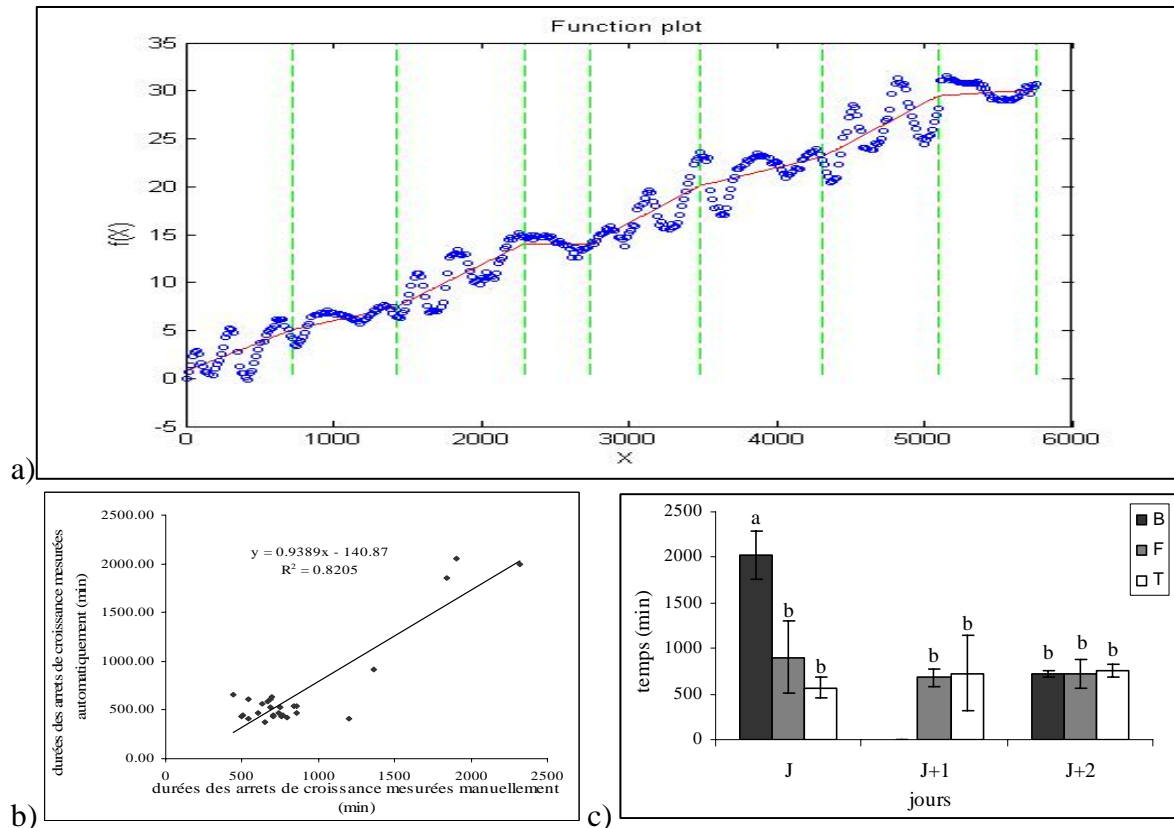 Function plot
35
30
25
20
15
10
5
0
-5
f(X)
0 1000 2000 3000 4000 5000 6000
X
a)
2500.00
2000.00
1500.00
1000.00
500.00
0.00
durées des arrets de croissance mesurées
automatiquement (min)
y = 0.9389x - 140.87
R² = 0.8205
0 500 1000 1500 2000 2500
durées des arrets de croissance mesurées manuellement
(min)
b)
2500
2000
1500
1000
500
0
temps (min)
a
b
b
b
b
b
b
b
B
F
T
J J+1 J+2
jours
c)